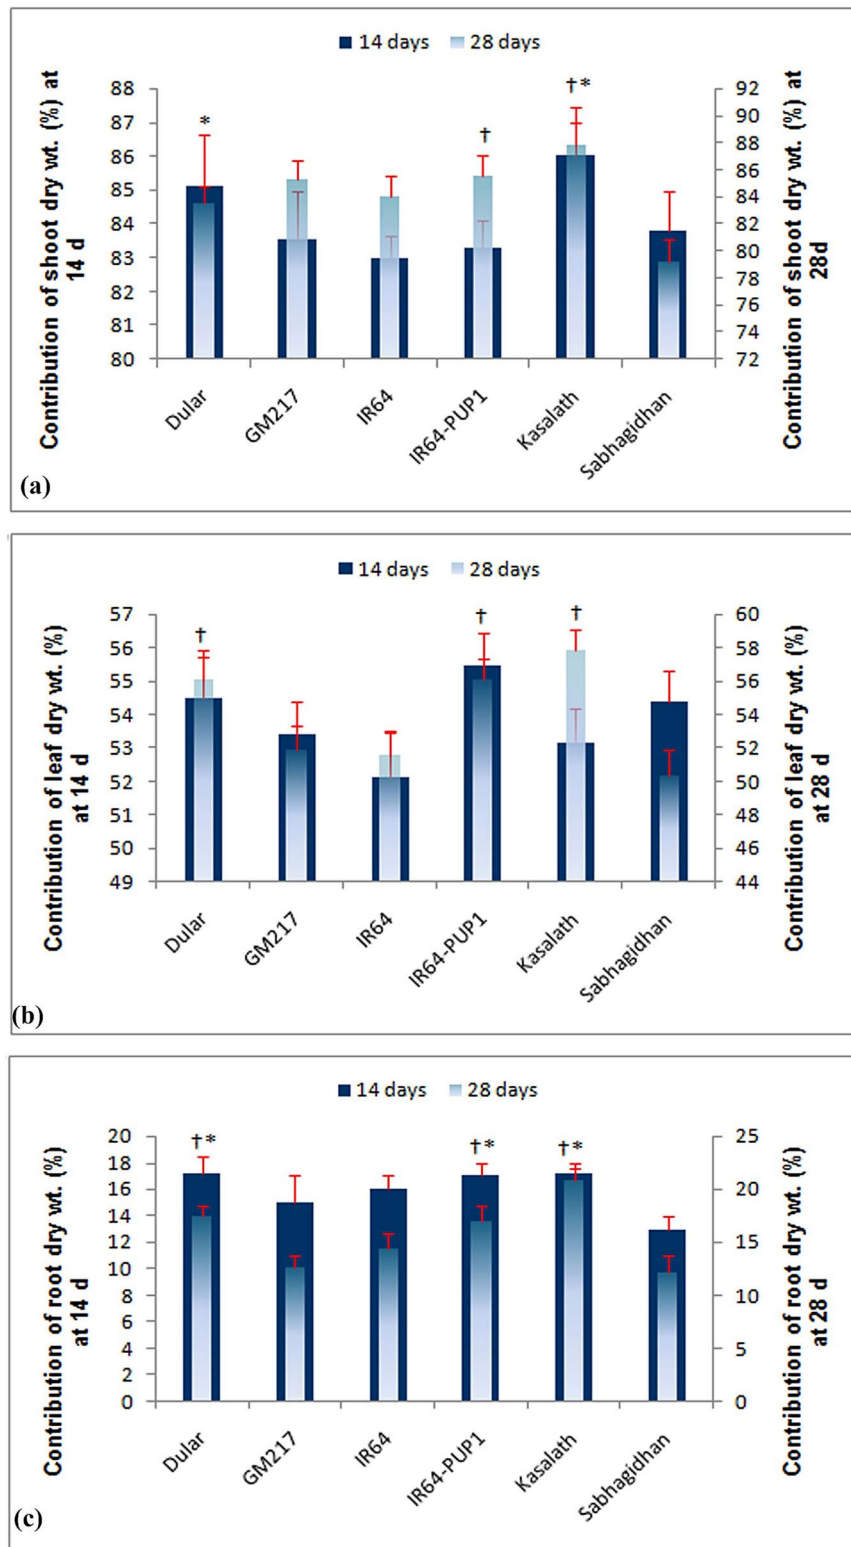 14 days 28 days
Contribution of shoot dry wt. (%) at
14 d
88
87
86
85
84
83
82
81
80
* † †*
92
90
88
86
84
82
80
78
76
74
72
Contribution of shoot dry wt. (%) at
28d
Dular GM217 IR64 IR64-PUP1 Kasalath Sabhagidhan
(a)
14 days 28 days
Contribution of leaf dry wt. (%)
at 14 d
57
56
55
54
53
52
51
50
49
† † †
60
58
56
54
52
50
48
46
44
Contribution of leaf dry wt. (%)
at 28 d
Dular GM217 IR64 IR64-PUP1 Kasalath Sabhagidhan
(b)
14 days 28 days
Contribution of root dry wt. (%)
at 14 d
20
18
16
14
12
10
8
6
4
2
0
†* †* †*
25
20
15
10
5
0
Contribution of root dry wt. (%)
at 28 d
Dular GM217 IR64 IR64-PUP1 Kasalath Sabhagidhan
(c)